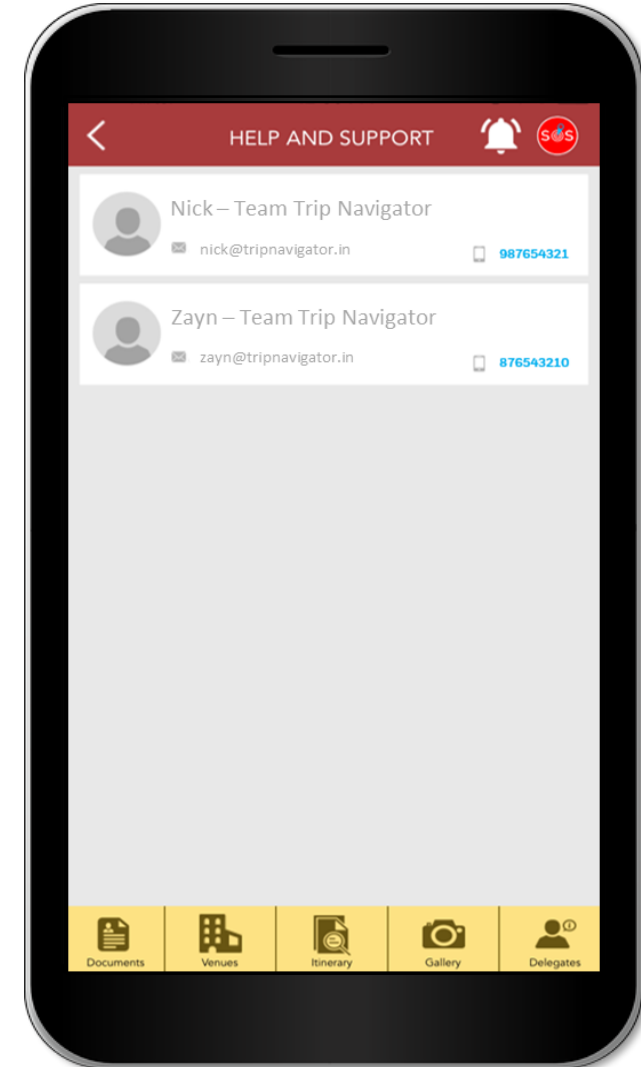 HELP AND SUPPORT
SOS
Nick – Team Trip Navigator
nick@tripnavigator.in
987654321
Zayn – Team Trip Navigator
zayn@tripnavigator.in
876543210
Documents
Venues
Itinerary
Gallery
Delegates